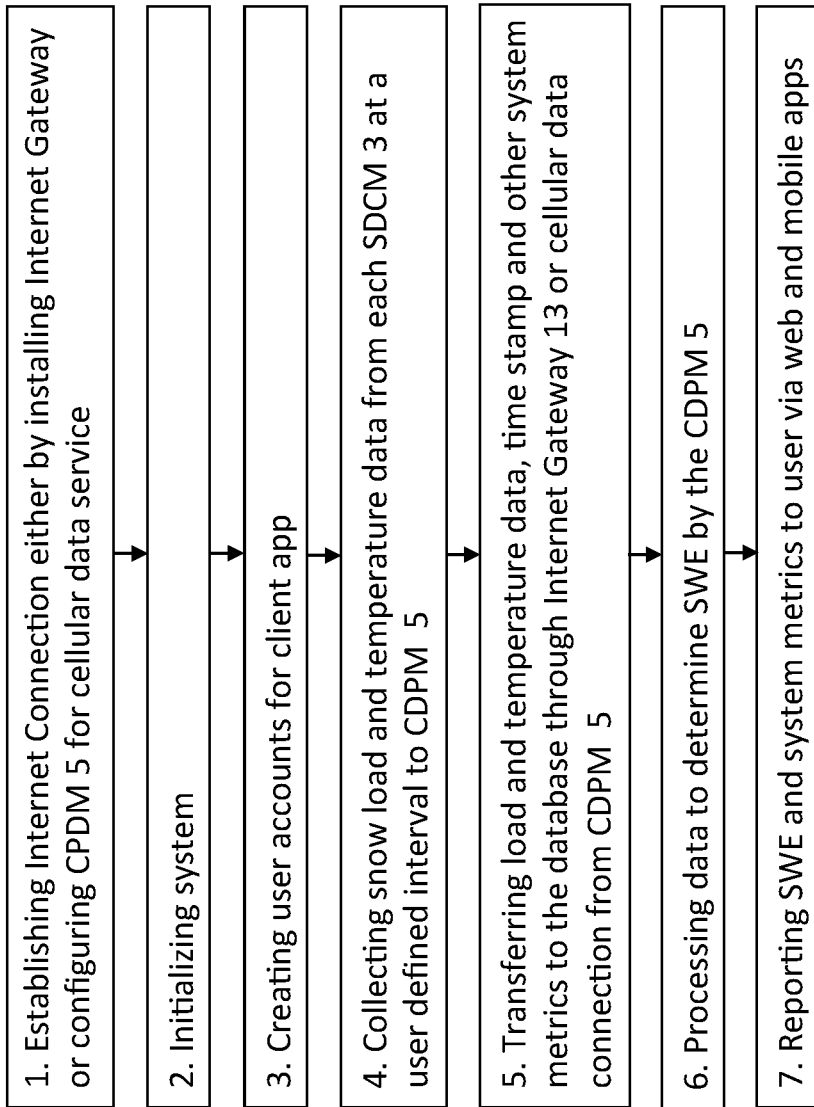 1. Establishing Internet Connection either by installing Internet Gateway
or configuring CPDM 5 for cellular data service
2. Initializing system
3. Creating user accounts for client app
4. Collecting snow load and temperature data from each SDCM 3 at a
user defined interval to CDPM 5
5. Transferring load and temperature data, time stamp and other system
metrics to the database through Internet Gateway 13 or cellular data
connection from CDPM 5
6. Processing data to determine SWE by the CDPM 5
7. Reporting SWE and system metrics to user via web and mobile apps